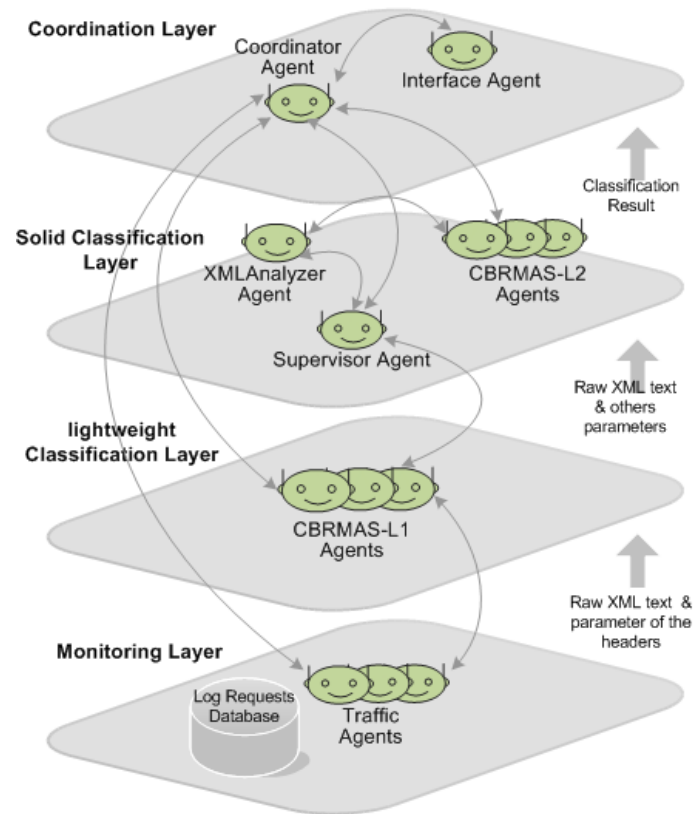 Coordination Layer
Coordinator
Agent
Interface Agent
Classification
Result
Solid Classification
Layer
XMLAnalyzer
Agent
CBRMAS-L2
Agents
Supervisor Agent
Raw XML text
& others
parameters
lightweight
Classification Layer
CBRMAS-L1
Agents
Raw XML text &
parameter of the
headers
Monitoring Layer
Log Requests
Database
Traffic
Agents